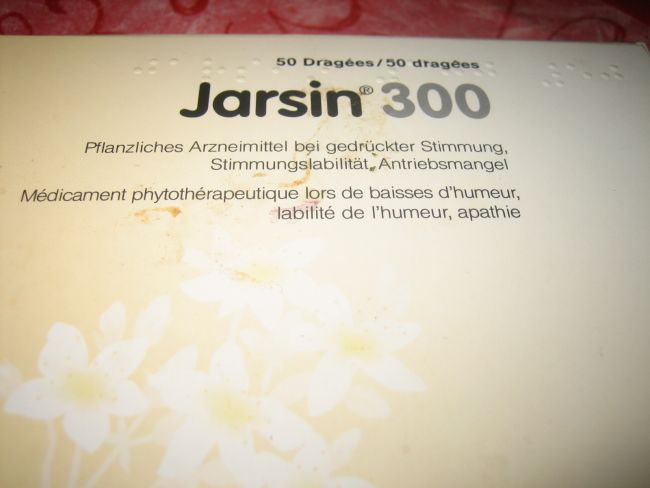 50 Dragées/50 dragées
Jarsin® 300
Pflanzliches Arzneimittel bei gedrückter Stimmung,
Stimmungslabilität, Antriebsmangel
Médicament phytothérapeutique lors de baisses d'humeur,
labilité de l'humeur, apathie